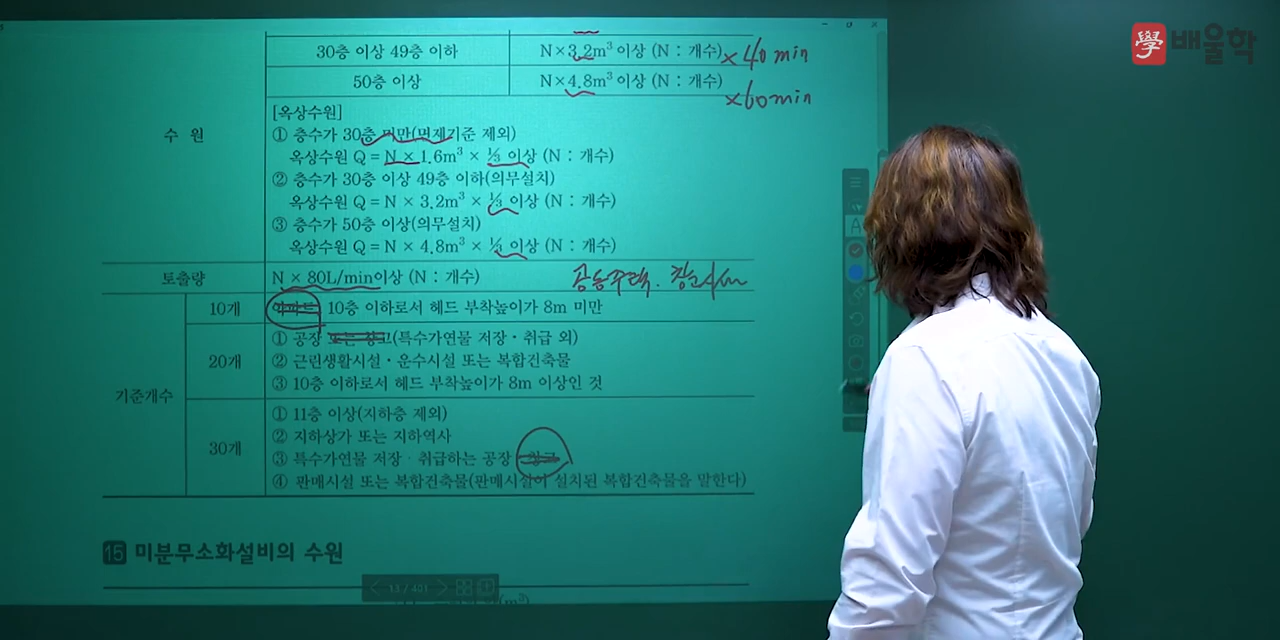 學 배울학
30층 이상 49층 이하 N×3.2m³ 이상 (N : 개수) ×40min
50층 이상 N×4.8m³ 이상 (N : 개수) ×60min
수 원
[옥상수원]
① 층수가 30층 미만(면제기준 제외)
옥상수원 Q = N × 1.6m³ × ⅓ 이상 (N : 개수)
② 층수가 30층 이상 49층 이하(의무설치)
옥상수원 Q = N × 3.2m³ × ⅓ 이상 (N : 개수)
③ 층수가 50층 이상(의무설치)
옥상수원 Q = N × 4.8m³ × ⅓ 이상 (N : 개수)
토출량 N × 80L/min이상 (N : 개수) 공동주택.
기준개수
10개 아파트 10층 이하로서 헤드 부착높이가 8m 미만
20개
① 공장 또는 창고(특수가연물 저장・취급 외)
② 근린생활시설・운수시설 또는 복합건축물
③ 10층 이하로서 헤드 부착높이가 8m 이상인 것
30개
① 11층 이상(지하층 제외)
② 지하상가 또는 지하역사
③ 특수가연물 저장・취급하는 공장 창고
④ 판매시설 또는 복합건축물(판매시설이 설치된 복합건축물을 말한다)
15 미분무소화설비의 수원
13 / 401